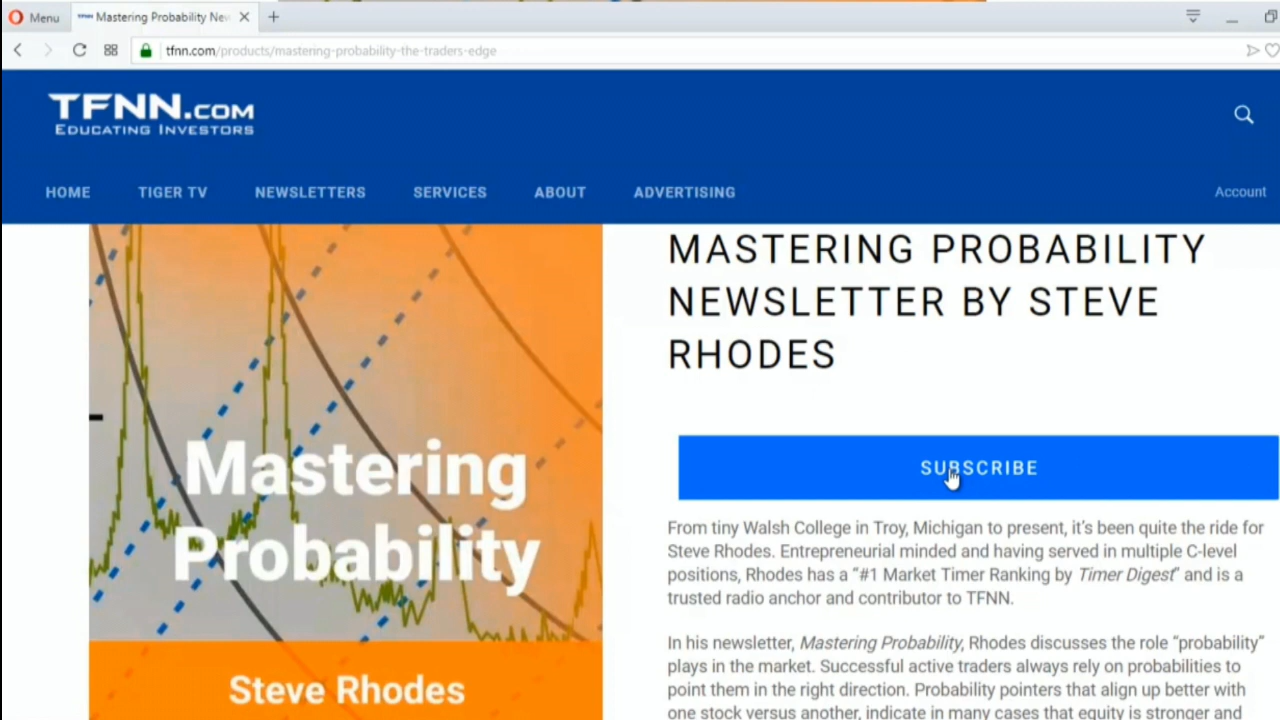 Menu
TFNN Mastering Probability New
tfnn.com/products/mastering-probability-the-traders-edge
TFNN.COM
EDUCATING INVESTORS
HOME TIGER TV NEWSLETTERS SERVICES ABOUT ADVERTISING Account
Mastering
Probability
Steve Rhodes
MASTERING PROBABILITY
NEWSLETTER BY STEVE
RHODES
SUBSCRIBE
From tiny Walsh College in Troy, Michigan to present, it's been quite the ride for
Steve Rhodes. Entrepreneurial minded and having served in multiple C-level
positions, Rhodes has a “#1 Market Timer Ranking by Timer Digest” and is a
trusted radio anchor and contributor to TFNN.
In his newsletter, Mastering Probability, Rhodes discusses the role “probability”
plays in the market. Successful active traders always rely on probabilities to
point them in the right direction. Probability pointers that align up better with
one stock versus another, indicate in many cases that equity is stronger and